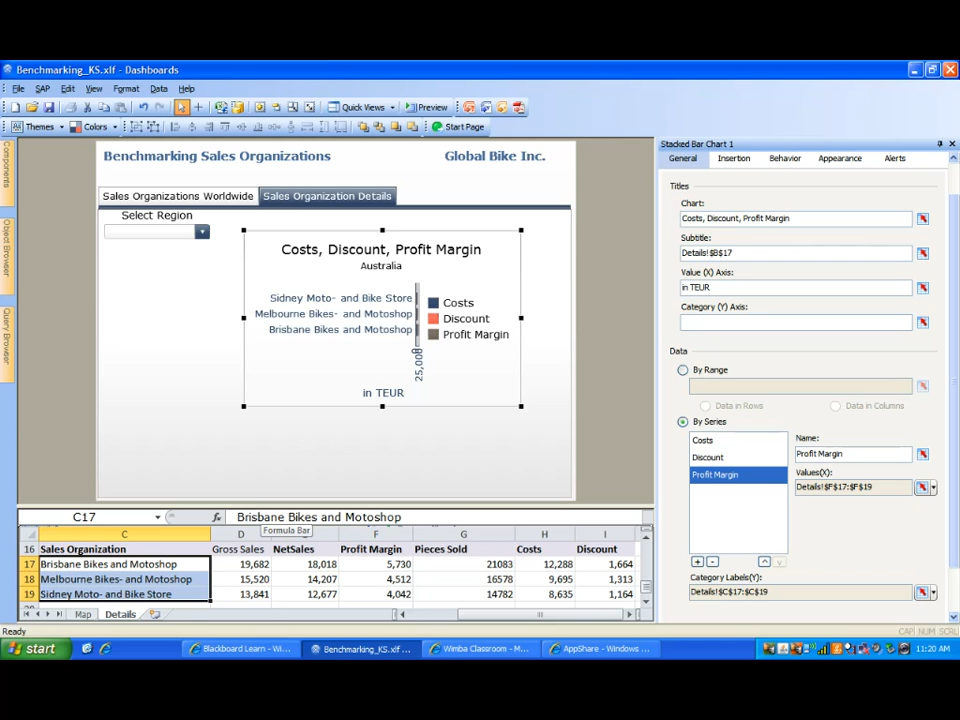 Benchmarking_KS.xlf - Dashboards
File SAP Edit View Format Data Help
Quick Views Preview
Themes Colors Start Page
Components
Object Browser
Query Browser
Benchmarking Sales Organizations Global Bike Inc.
Sales Organizations Worldwide Sales Organization Details
Select Region
Costs, Discount, Profit Margin
Australia
Sidney Moto- and Bike Store
Melbourne Bikes- and Motoshop
Brisbane Bikes and Motoshop
25,000
in TEUR
Costs
Discount
Profit Margin
Stacked Bar Chart 1
General Insertion Behavior Appearance Alerts
Titles
Chart:
Costs, Discount, Profit Margin
Subtitle:
Details!$B$17
Value (X) Axis:
in TEUR
Category (Y) Axis:
Data
By Range
Data in Rows Data in Columns
By Series
Costs
Discount
Profit Margin
Name:
Profit Margin
Values(X):
Details!$F$17:$F$19
Category Labels(Y):
Details!$C$17:$C$19
C17 fx Brisbane Bikes and Motoshop
Formula Bar
C D F G H I
16 Sales Organization Gross Sales NetSales Profit Margin Pieces Sold Costs Discount
17 Brisbane Bikes and Motoshop 19,682 18,018 5,730 21083 12,288 1,664
18 Melbourne Bikes- and Motoshop 15,520 14,207 4,512 16578 9,695 1,313
19 Sidney Moto- and Bike Store 13,841 12,677 4,042 14782 8,635 1,164
Map Details
Ready CAP NUM SCRL
start Blackboard Learn - Wi... Benchmarking_KS.xlf ... Wimba Classroom - M... AppShare - Windows ... 11:20 AM